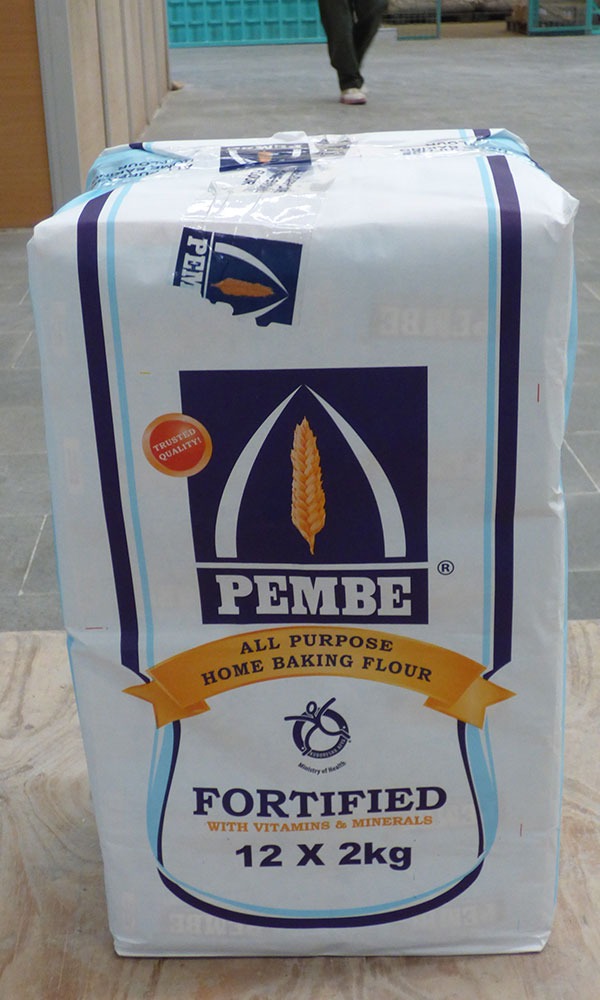 PEM
TRUSTED
QUALITY!
PEMBE ®
ALL PURPOSE
HOME BAKING FLOUR
Ministry of Health
FORTIFIED
WITH VITAMINS & MINERALS
12 X 2kg